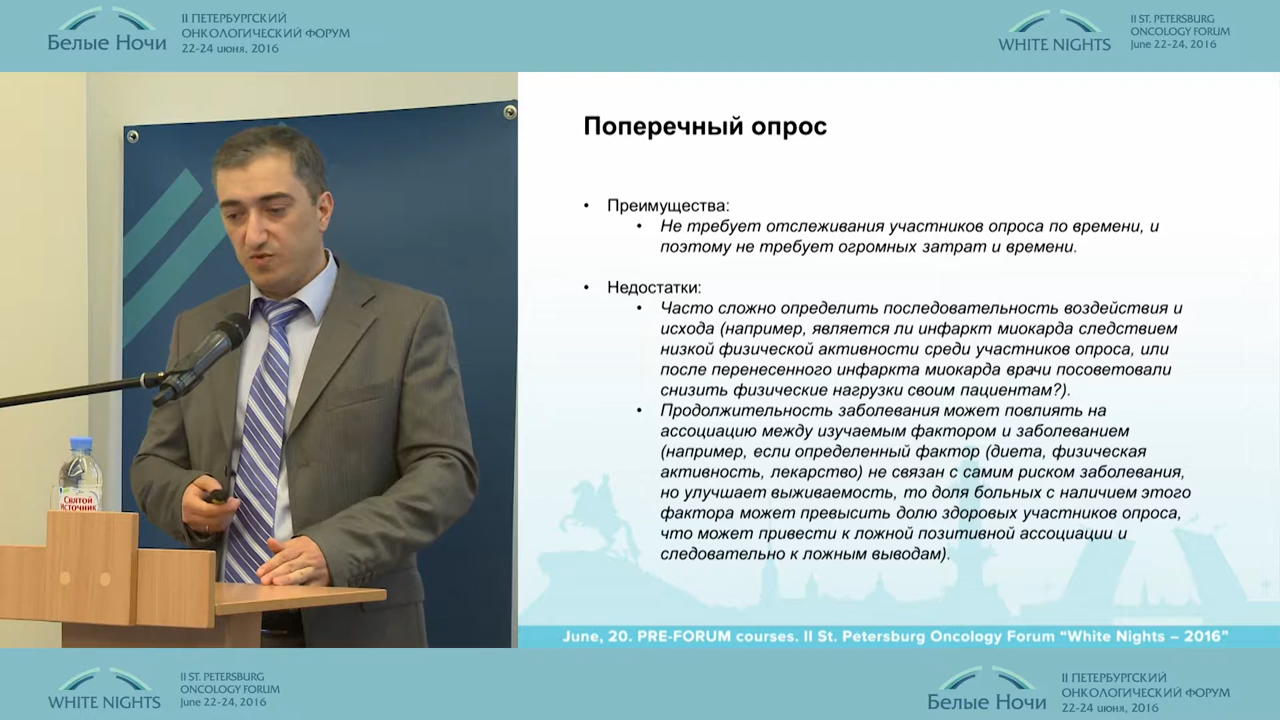 Белые Ночи
II ПЕТЕРБУРГСКИЙ
ОНКОЛОГИЧЕСКИЙ ФОРУМ
22-24 июня, 2016
WHITE NIGHTS
II ST. PETERSBURG
ONCOLOGY FORUM
June 22-24, 2016
Святой
Источник
Поперечный опрос
• Преимущества:
• Не требует отслеживания участников опроса по времени, и
поэтому не требует огромных затрат и времени.
• Недостатки:
• Часто сложно определить последовательность воздействия и
исхода (например, является ли инфаркт миокарда следствием
низкой физической активности среди участников опроса, или
после перенесенного инфаркта миокарда врачи посоветовали
снизить физические нагрузки своим пациентам?).
• Продолжительность заболевания может повлиять на
ассоциацию между изучаемым фактором и заболеванием
(например, если определенный фактор (диета, физическая
активность, лекарство) не связан с самим риском заболевания,
но улучшает выживаемость, то доля больных с наличием этого
фактора может превысить долю здоровых участников опроса,
что может привести к ложной позитивной ассоциации и
следовательно к ложным выводам).
June, 20. PRE-FORUM courses. II St. Petersburg Oncology Forum "White Nights – 2016"
WHITE NIGHTS
II ST. PETERSBURG
ONCOLOGY FORUM
June 22-24, 2016
Белые Ночи
II ПЕТЕРБУРГСКИЙ
ОНКОЛОГИЧЕСКИЙ ФОРУМ
22-24 июня, 2016